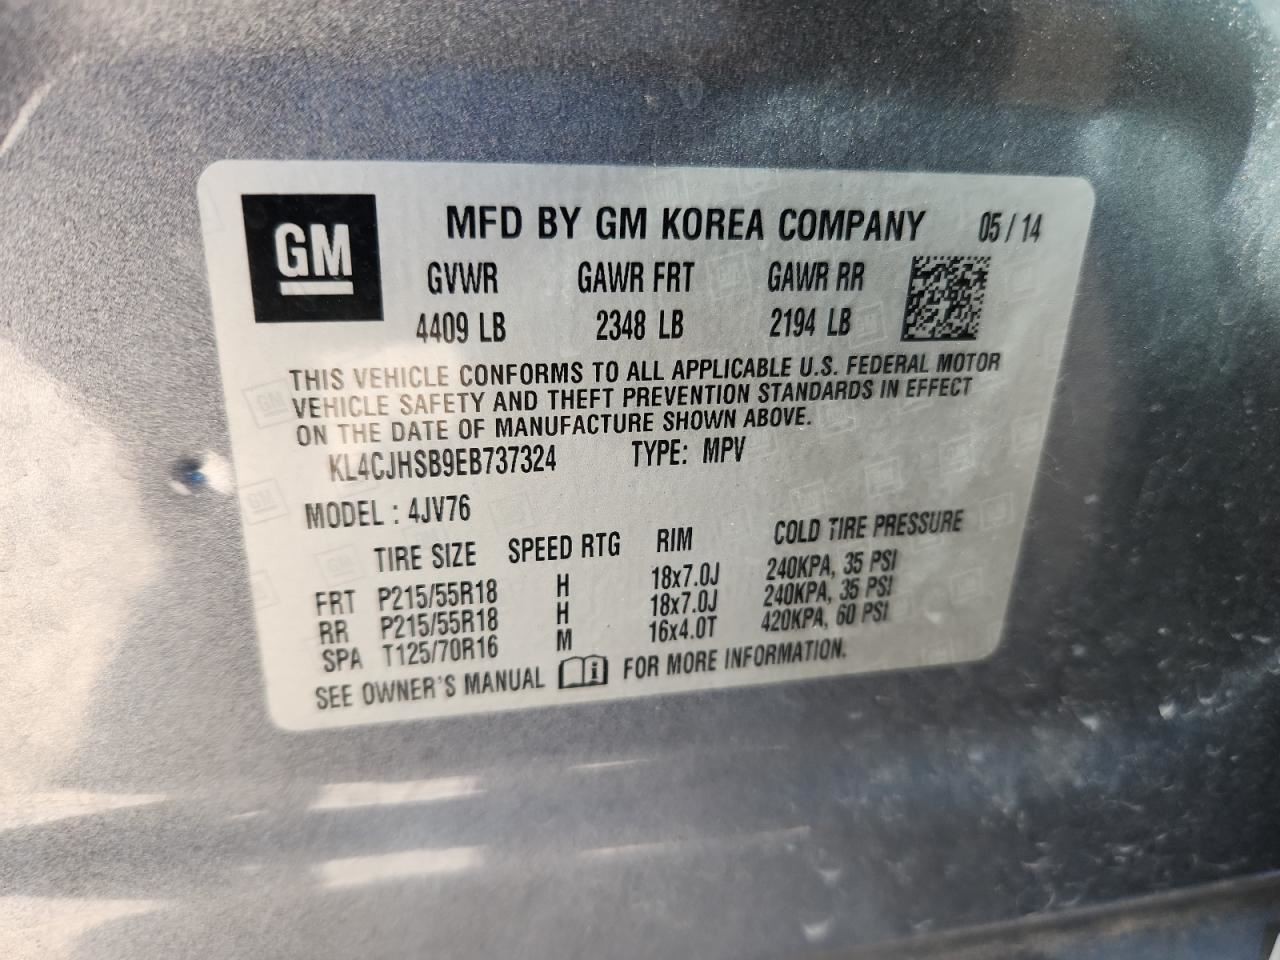 GM
MFD BY GM KOREA COMPANY 05/14
GVWR GAWR FRT GAWR RR
4409 LB 2348 LB 2194 LB
THIS VEHICLE CONFORMS TO ALL APPLICABLE U.S. FEDERAL MOTOR
VEHICLE SAFETY AND THEFT PREVENTION STANDARDS IN EFFECT
ON THE DATE OF MANUFACTURE SHOWN ABOVE.
KL4CJHSB9EB737324 TYPE: MPV
MODEL : 4JV76
TIRE SIZE SPEED RTG RIM COLD TIRE PRESSURE
FRT P215/55R18 H 18x7.0J 240KPA, 35 PSI
RR P215/55R18 H 18x7.0J 240KPA, 35 PSI
SPA T125/70R16 M 16x4.0T 420KPA, 60 PSI
SEE OWNER'S MANUAL i FOR MORE INFORMATION.